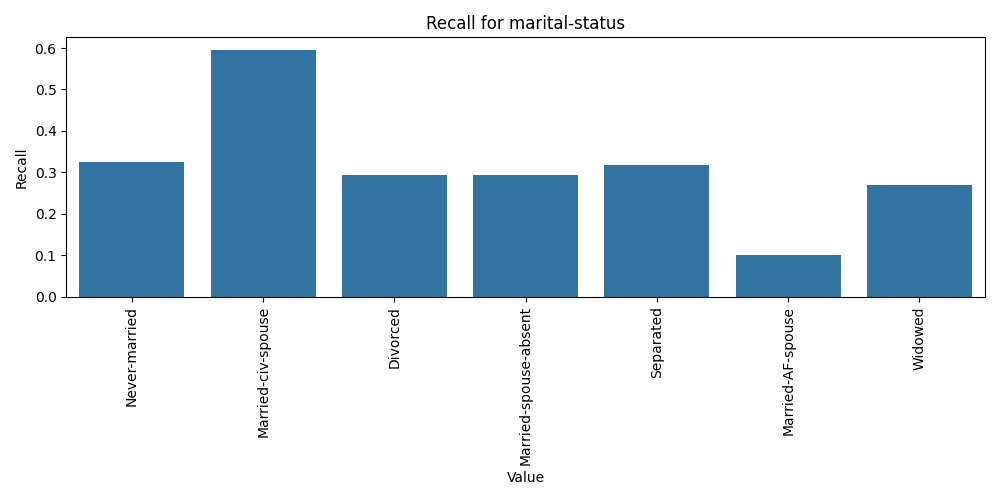 Recall for marital-status
Recall
0.6
0.5
0.4
0.3
0.2
0.1
0.0
Never-married
Married-civ-spouse
Divorced
Married-spouse-absent
Separated
Married-AF-spouse
Widowed
Value